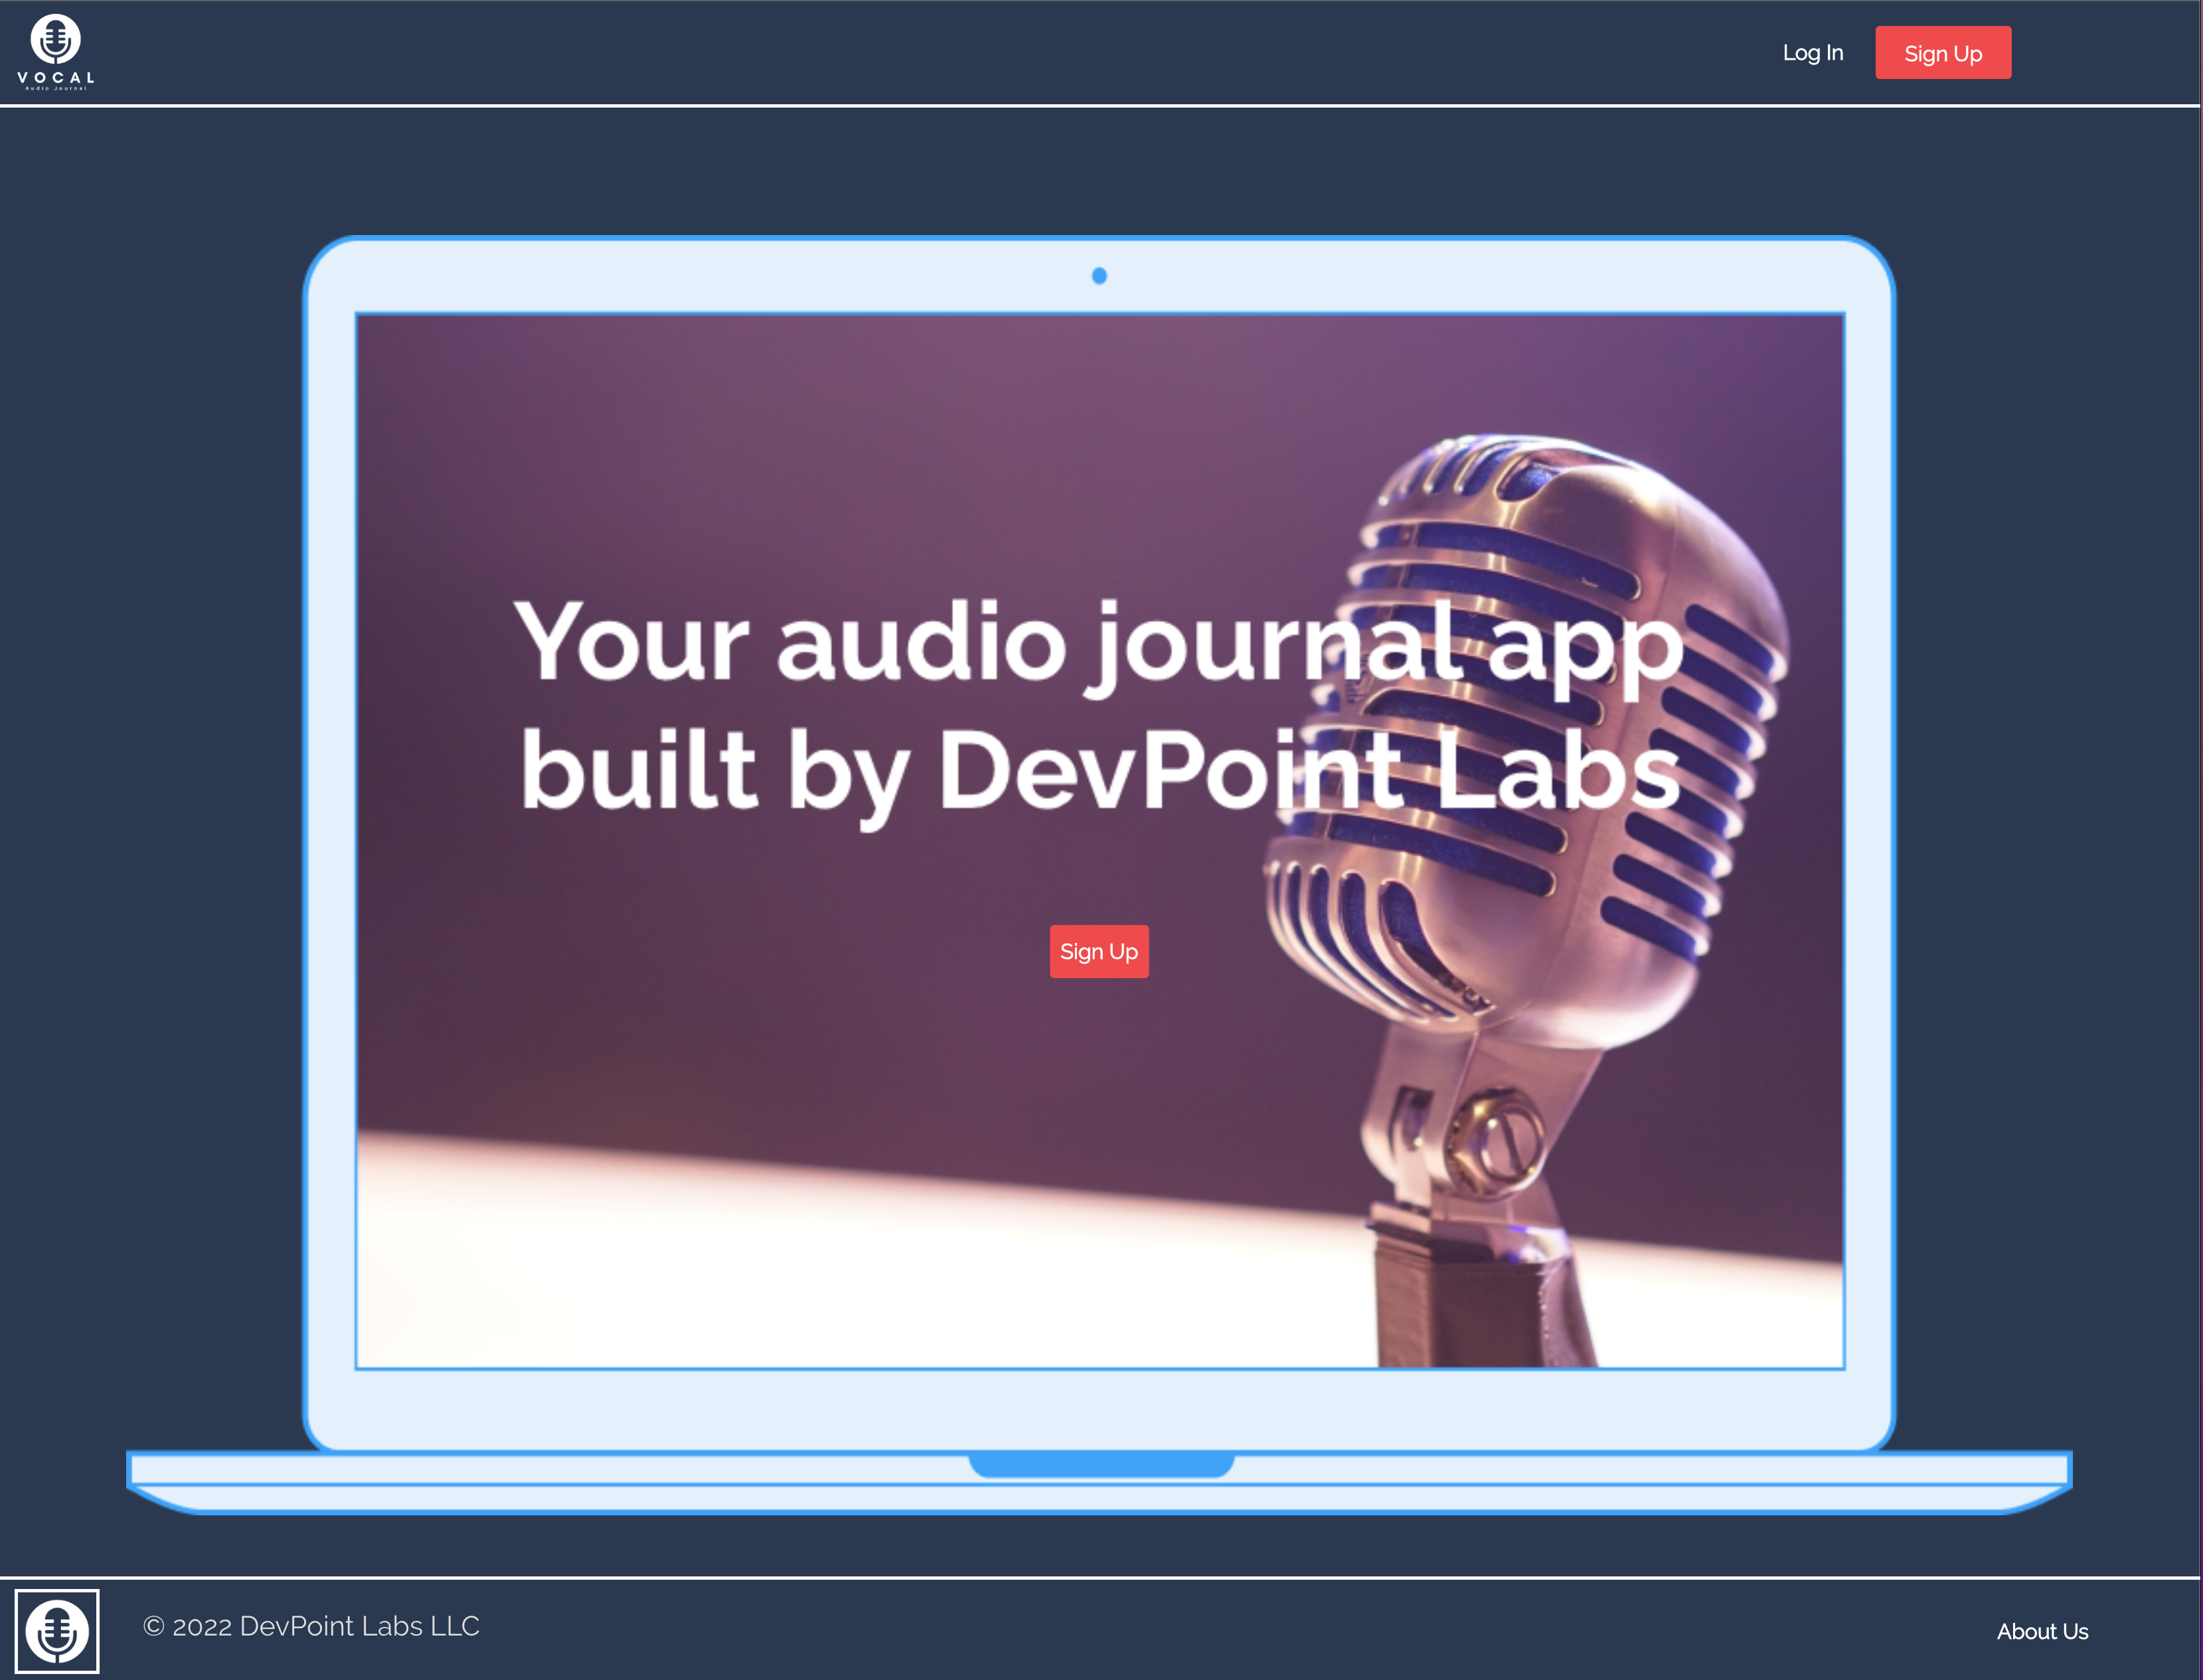 VOCAL
Audio Journal
Log In
Sign Up
Your audio journal app
built by DevPoint Labs
Sign Up
© 2022 DevPoint Labs LLC
About Us